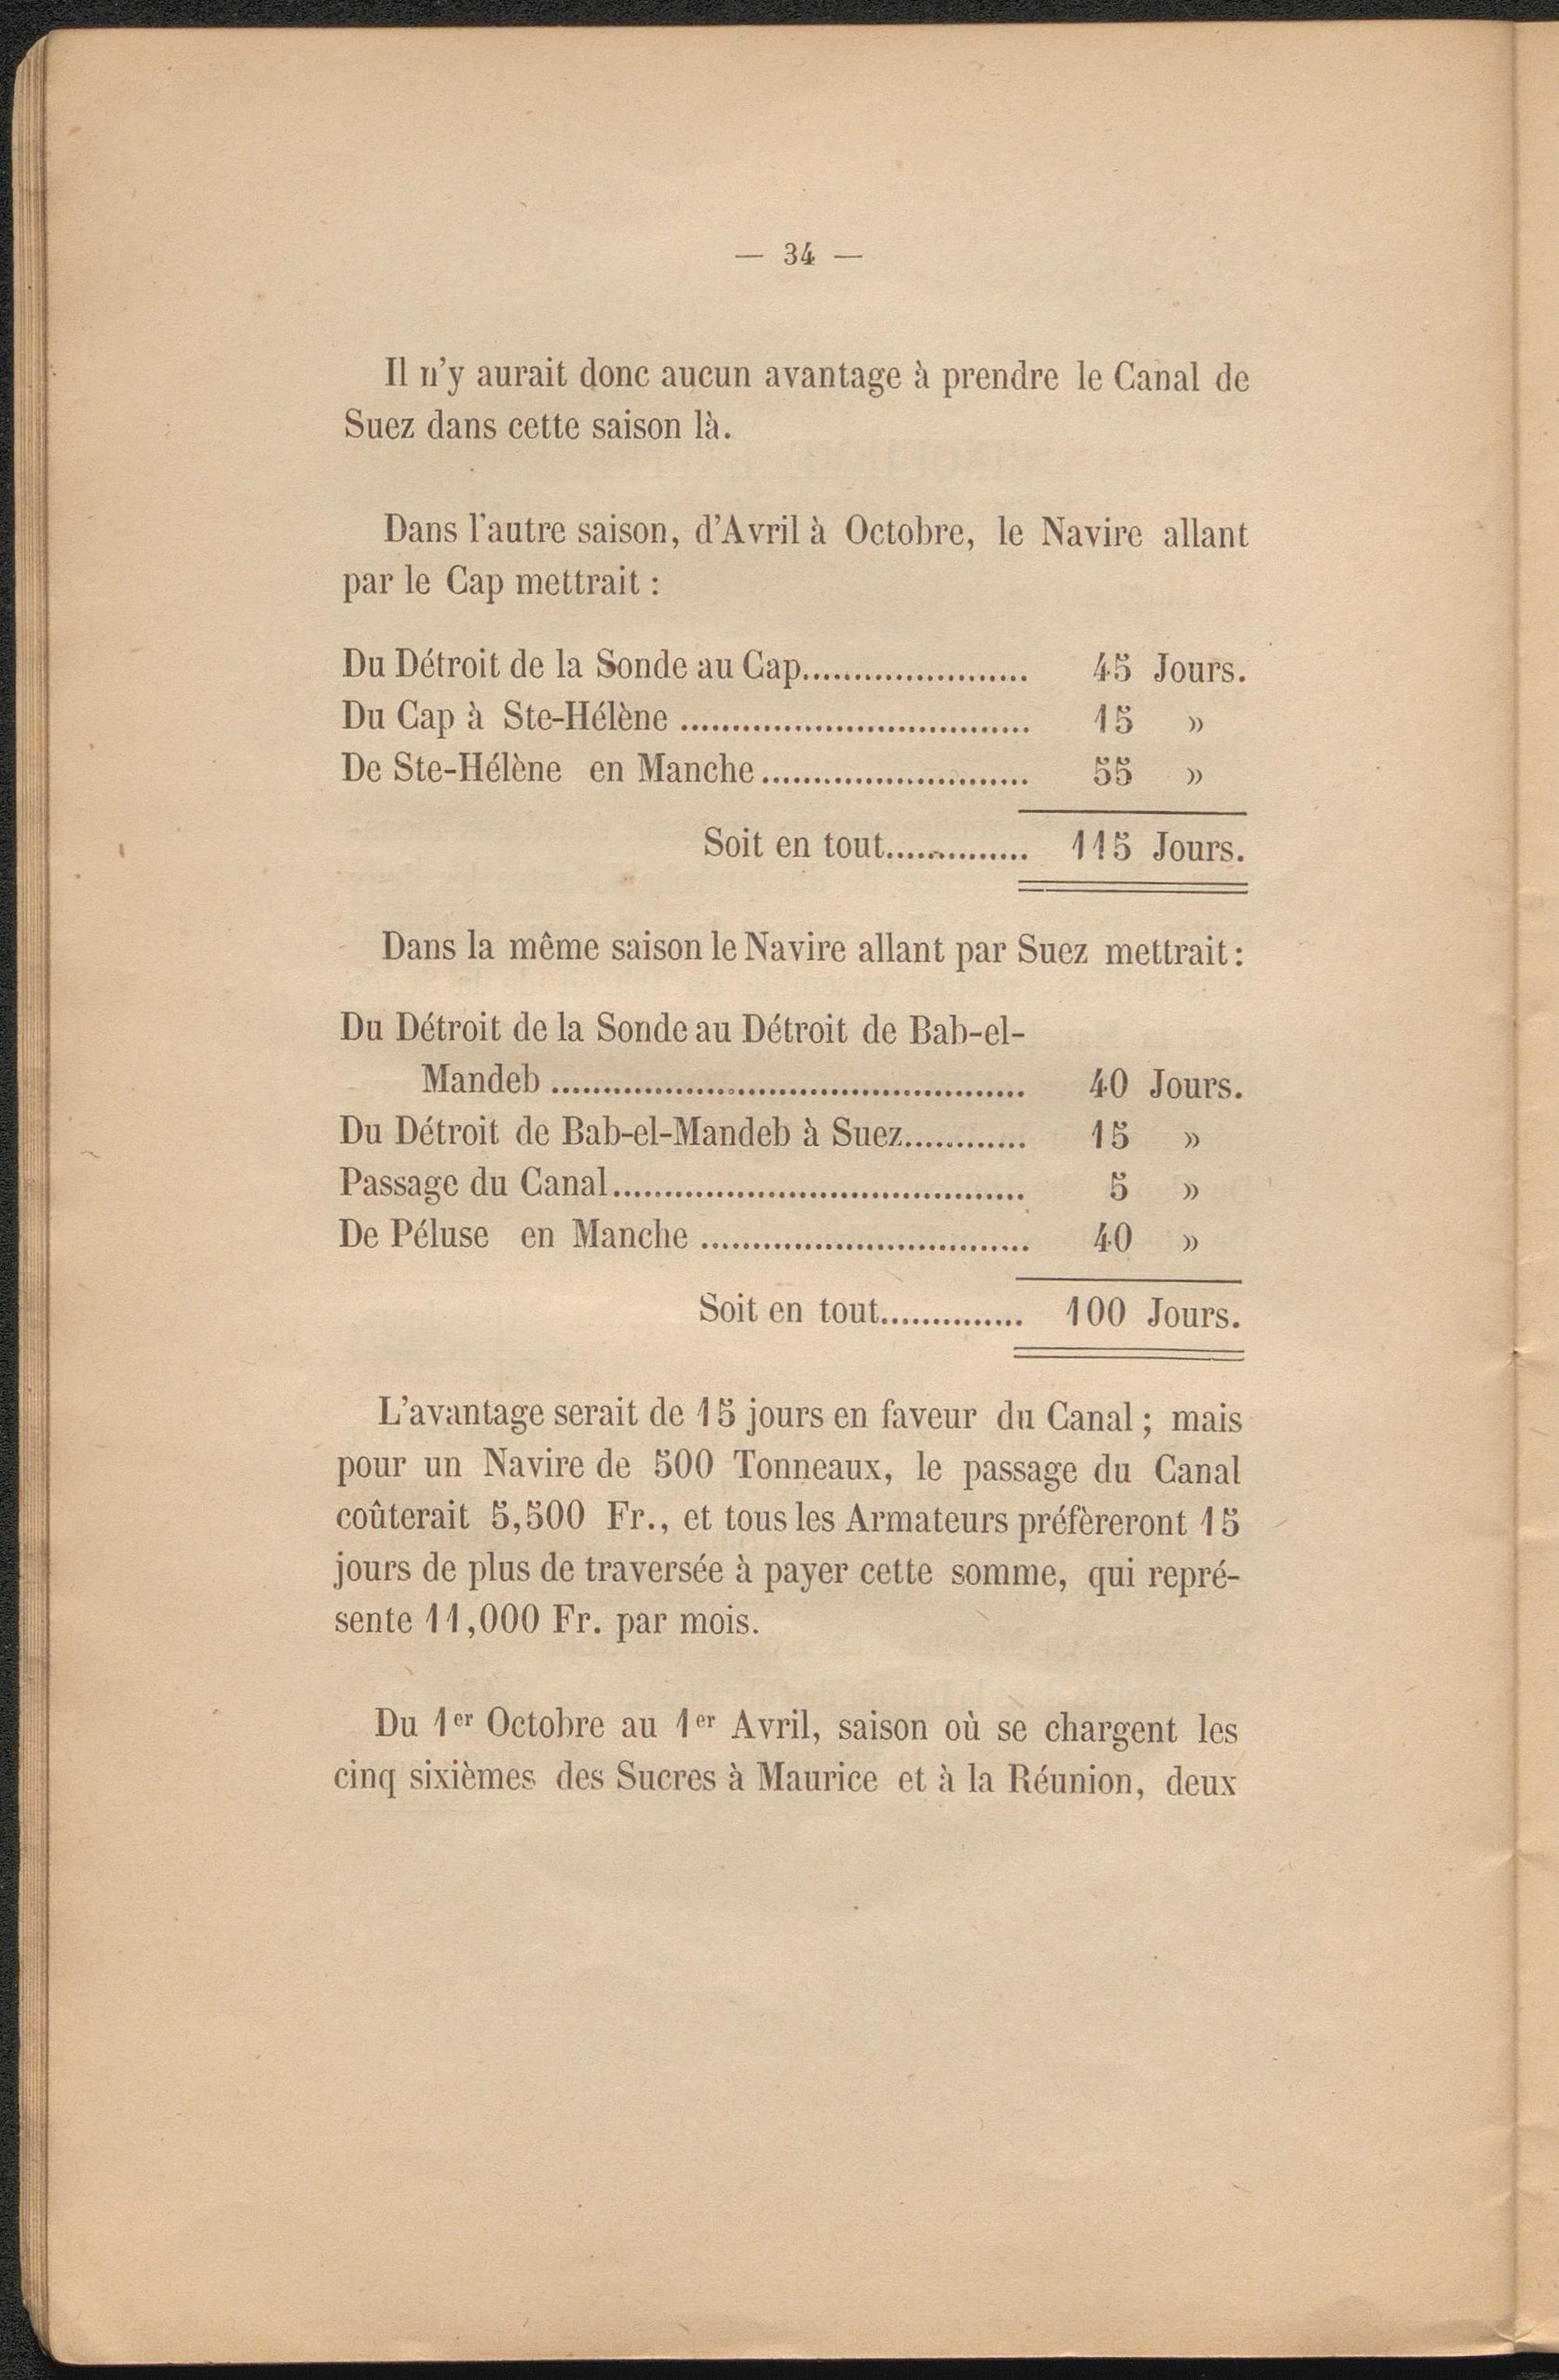 — 34 —
Il n'y aurait donc aucun avantage à prendre le Canal de
Suez dans cette saison là.
Dans l'autre saison, d'Avril à Octobre, le Navire allant
par le Cap mettrait :
Du Détroit de la Sonde au Cap...................... 45 Jours.
Du Cap à Ste-Hélène .................................. 15 »
De Ste-Hélène en Manche .......................... 55 »
Soit en tout.............. 115 Jours.
Dans la même saison le Navire allant par Suez mettrait :
Du Détroit de la Sonde au Détroit de Bab-el-
Mandeb .............................................. 40 Jours.
Du Détroit de Bab-el-Mandeb à Suez............ 15 »
Passage du Canal........................................ 5 »
De Péluse en Manche ................................ 40 »
Soit en tout.............. 100 Jours.
L'avantage serait de 15 jours en faveur du Canal ; mais
pour un Navire de 500 Tonneaux, le passage du Canal
coûterait 5,500 Fr., et tous les Armateurs préfèreront 15
jours de plus de traversée à payer cette somme, qui repré-
sente 11,000 Fr. par mois.
Du 1er Octobre au 1er Avril, saison où se chargent les
cinq sixièmes des Sucres à Maurice et à la Réunion, deux